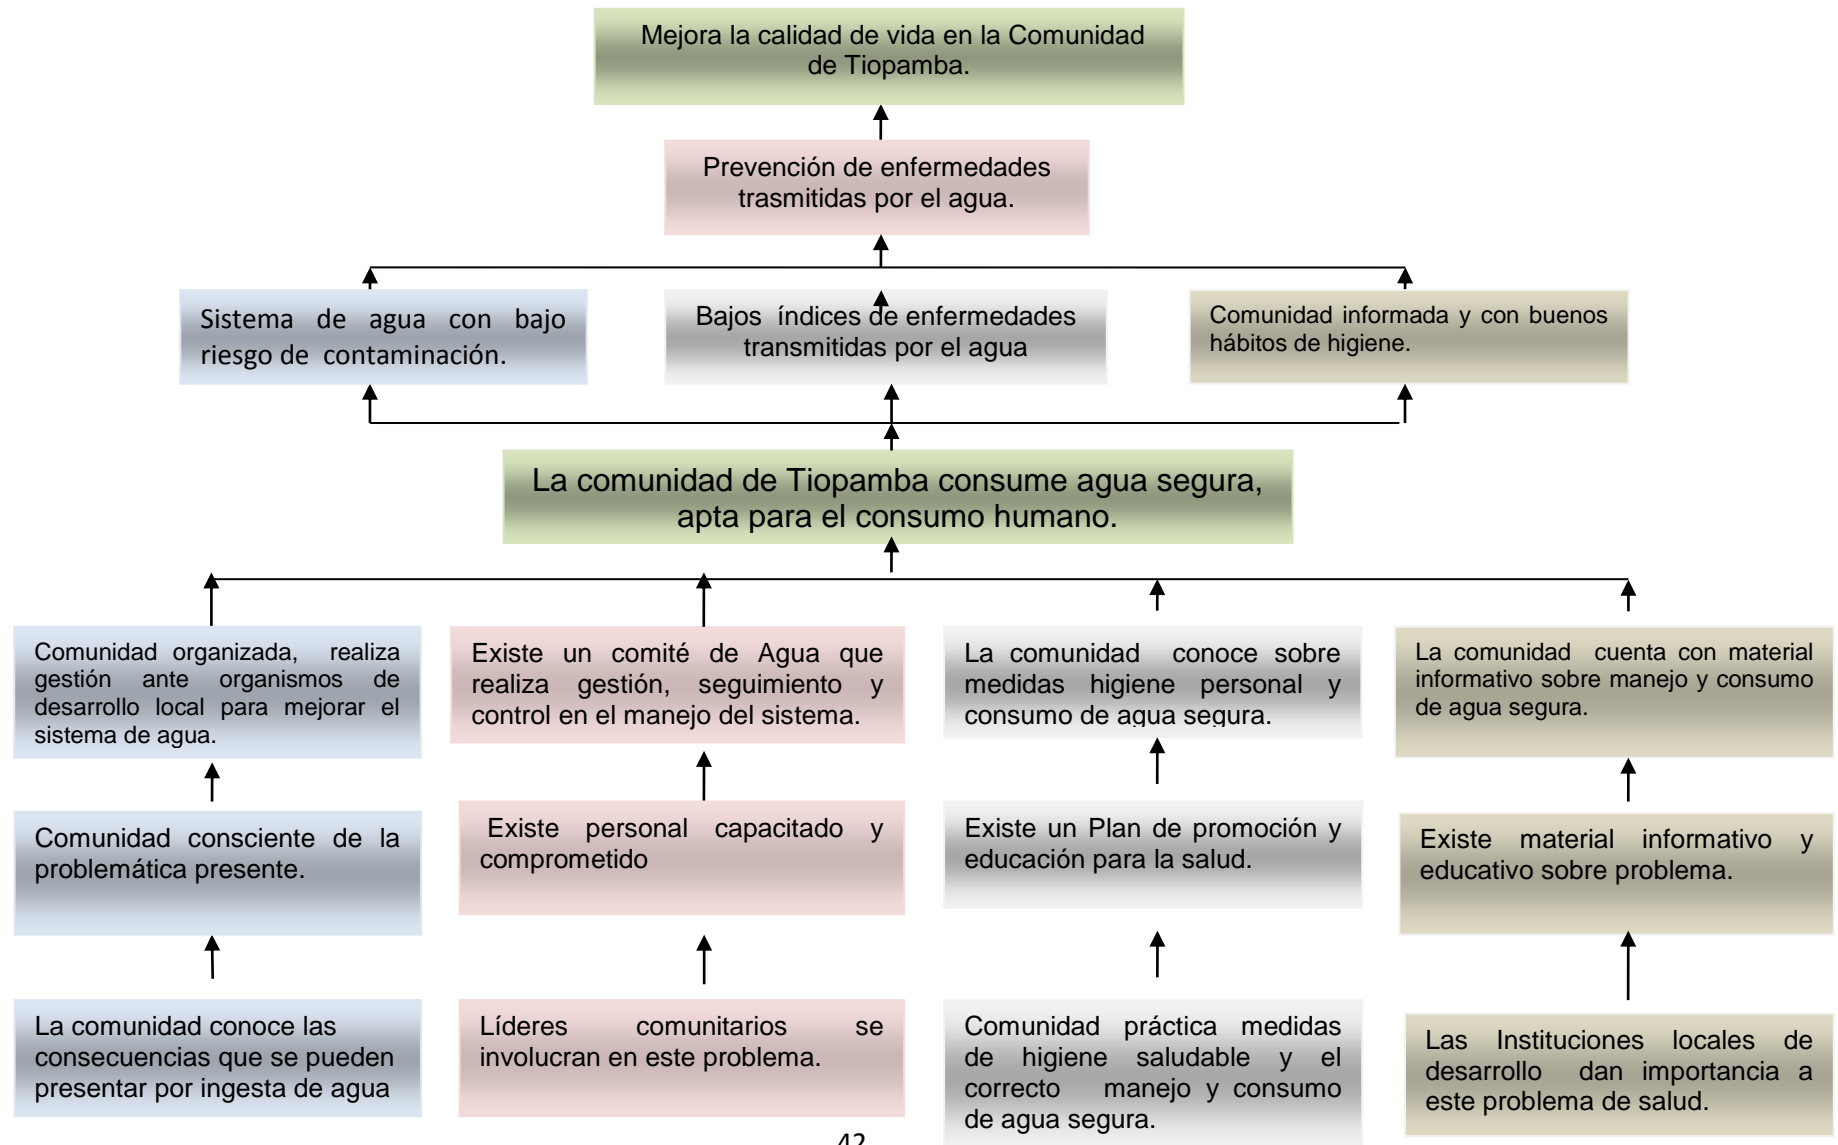 Mejora la calidad de vida en la Comunidad
de Tiopamba.
Prevención de enfermedades
trasmitidas por el agua.
Sistema de agua con bajo
riesgo de contaminación.
Bajos índices de enfermedades
transmitidas por el agua
Comunidad informada y con buenos
hábitos de higiene.
La comunidad de Tiopamba consume agua segura,
apta para el consumo humano.
Comunidad organizada, realiza
gestión ante organismos de
desarrollo local para mejorar el
sistema de agua.
Existe un comité de Agua que
realiza gestión, seguimiento y
control en el manejo del sistema.
La comunidad conoce sobre
medidas higiene personal y
consumo de agua segura.
La comunidad cuenta con material
informativo sobre manejo y consumo
de agua segura.
Comunidad consciente de la
problemática presente.
Existe personal capacitado y
comprometido
Existe un Plan de promoción y
educación para la salud.
Existe material informativo y
educativo sobre problema.
La comunidad conoce las
consecuencias que se pueden
presentar por ingesta de agua
Líderes comunitarios se
involucran en este problema.
Comunidad práctica medidas
de higiene saludable y el
correcto manejo y consumo
de agua segura.
Las Instituciones locales de
desarrollo dan importancia a
este problema de salud.
42